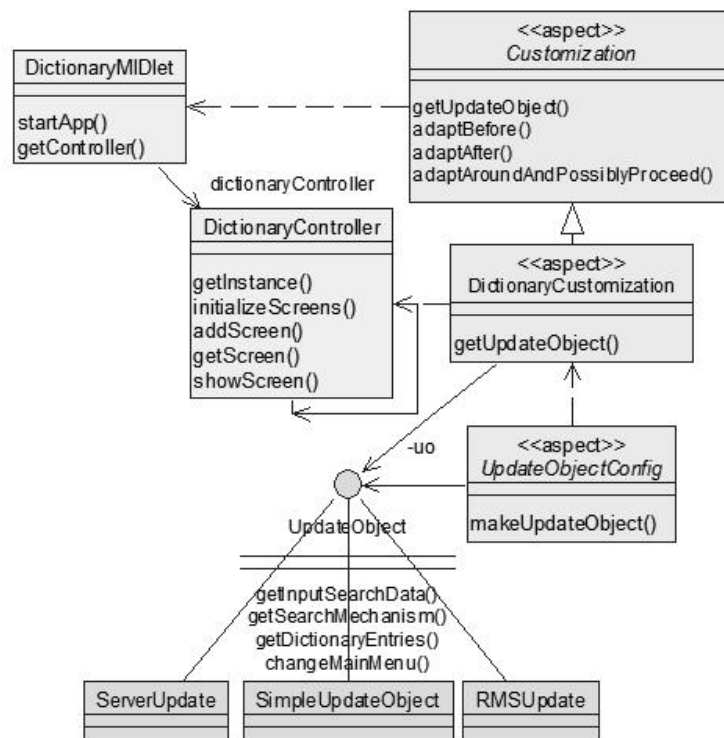 <<aspect>>
Customization
getUpdateObject()
adaptBefore()
adaptAfter()
adaptAroundAndPossiblyProceed()
DictionaryMIDlet
startApp()
getController()
dictionaryController
DictionaryController
getInstance()
initializeScreens()
addScreen()
getScreen()
showScreen()
<<aspect>>
DictionaryCustomization
getUpdateObject()
-uo
<<aspect>>
UpdateObjectConfig
makeUpdateObject()
UpdateObject
getInputSearchData()
getSearchMechanism()
getDictionaryEntries()
changeMainMenu()
ServerUpdate
SimpleUpdateObject
RMSUpdate